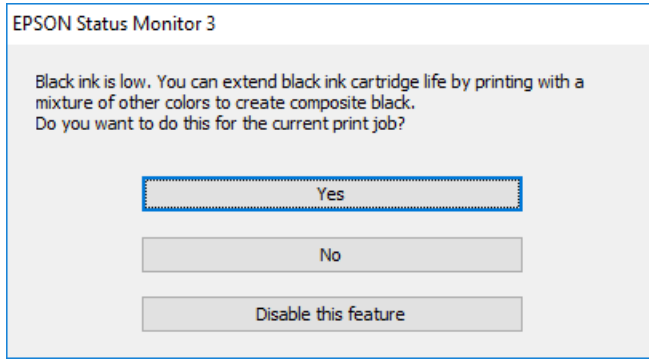 EPSON Status Monitor 3
Black ink is low. You can extend black ink cartridge life by printing with a
mixture of other colors to create composite black.
Do you want to do this for the current print job?
Yes
No
Disable this feature